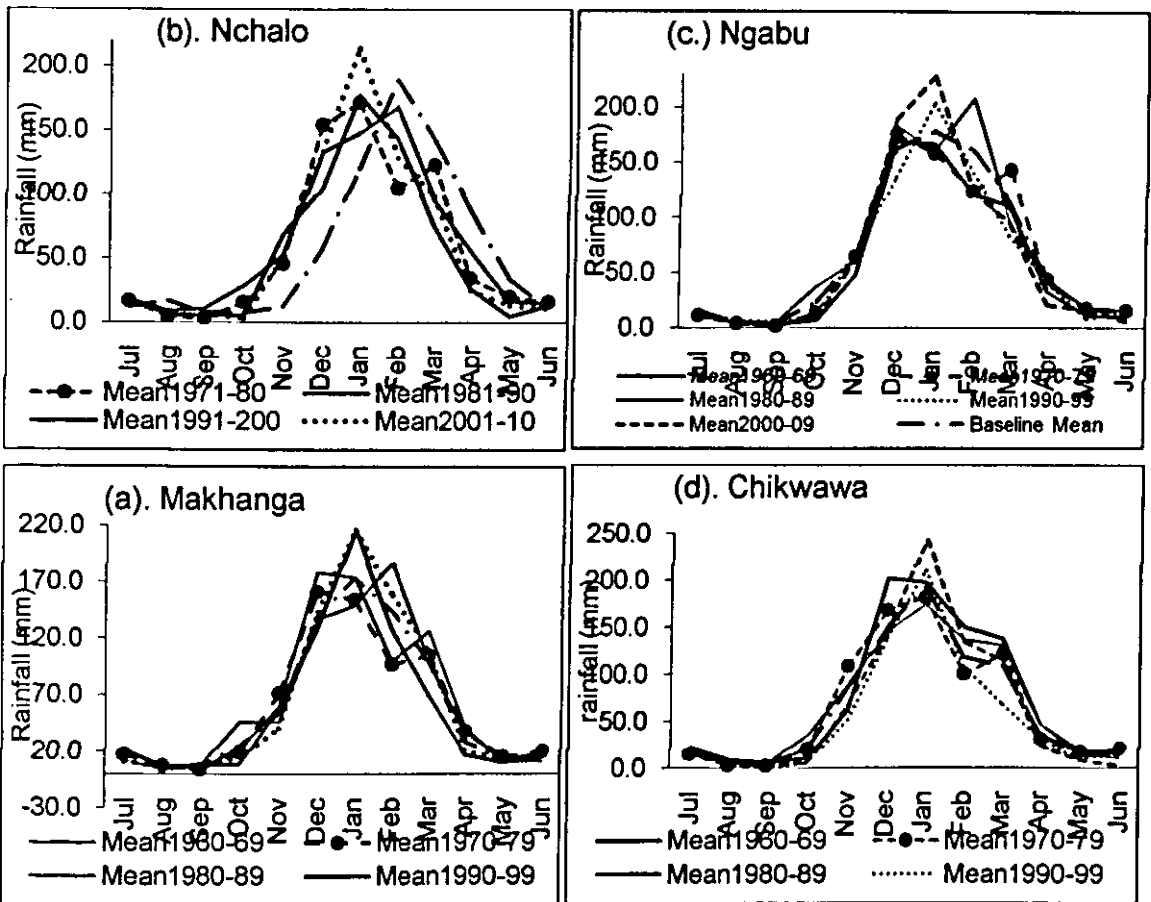 (b). Nchalo
Rainfall (mm)
200.0
150.0
100.0
50.0
0.0
Jul
Aug
Sep
Oct
Nov
Dec
Jan
Feb
Mar
Apr
May
Jun
Mean1971-80
Mean1981-90
Mean1991-200
Mean2001-10
(c.) Ngabu
Rainfall (mm)
200.0
150.0
100.0
50.0
0.0
Jul
Aug
Sep
Oct
Nov
Dec
Jan
Feb
Mar
Apr
May
Jun
Mean1960-69
Mean1970-79
Mean1980-89
Mean1990-99
Mean2000-09
Baseline Mean
(a). Makhanga
Rainfall (mm)
220.0
170.0
120.0
70.0
20.0
-30.0
Jul
Aug
Sep
Oct
Nov
Dec
Jan
Feb
Mar
Apr
May
Jun
Mean1960-69
Mean1970-79
Mean1980-89
Mean1990-99
(d). Chikwawa
rainfall (mm)
250.0
200.0
150.0
100.0
50.0
0.0
Jul
Aug
Sep
Oct
Nov
Dec
Jan
Feb
Mar
Apr
May
Jun
Mean1960-69
Mean1970-79
Mean1980-89
Mean1990-99